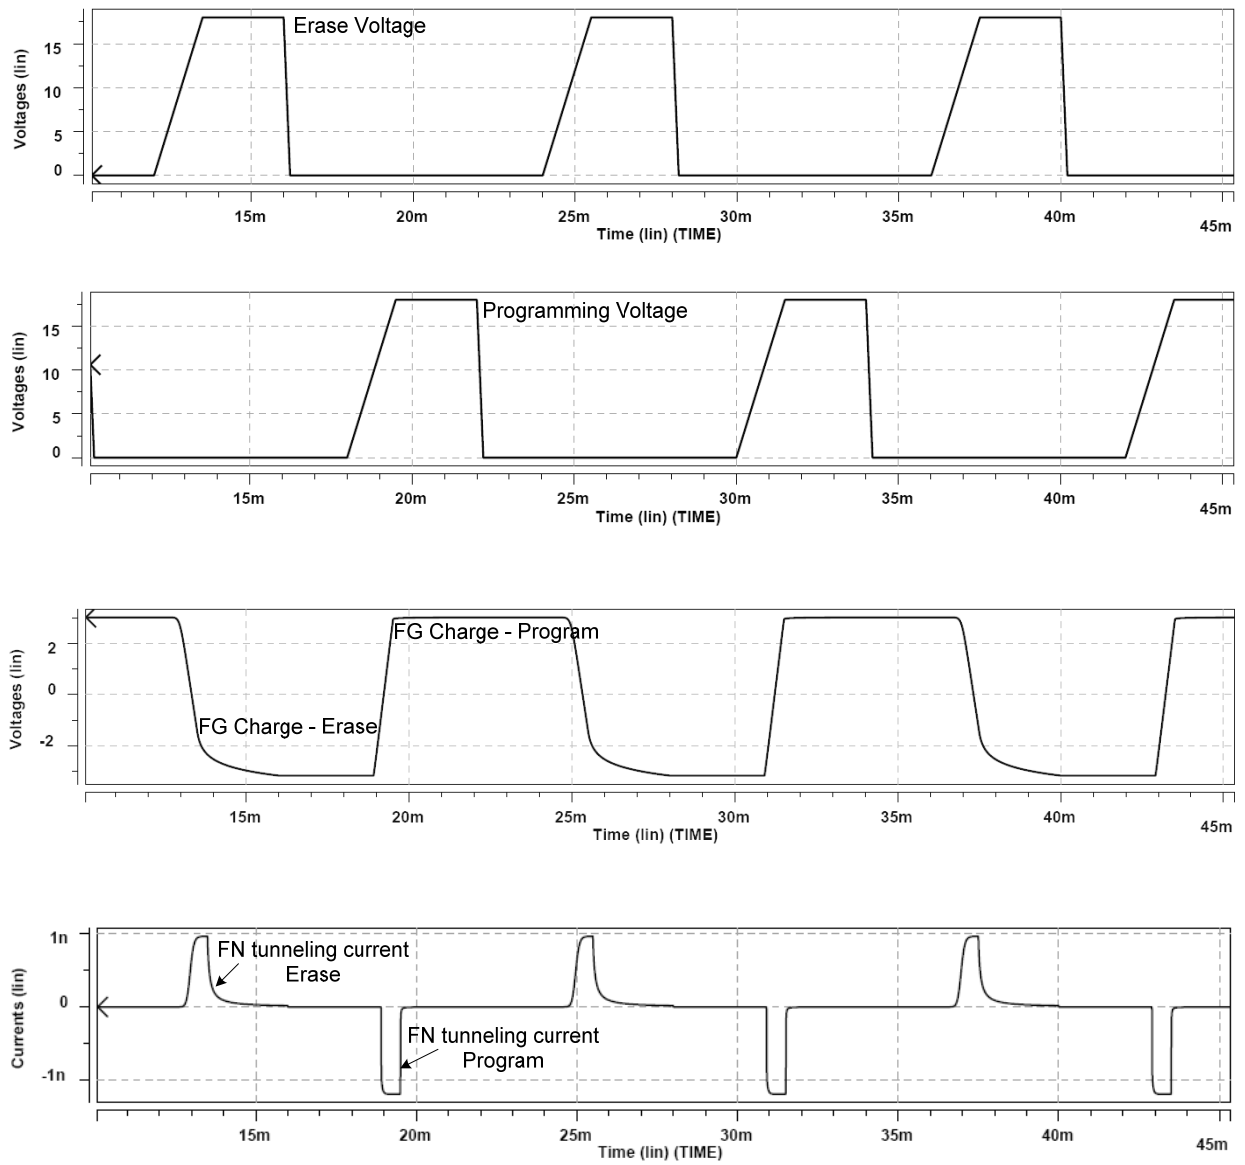 Erase Voltage
Voltages (lin)
15
10
5
0
15m 20m 25m 30m 35m 40m 45m
Time (lin) (TIME)
Programming Voltage
Voltages (lin)
15
10
5
0
15m 20m 25m 30m 35m 40m 45m
Time (lin) (TIME)
FG Charge - Program
Voltages (lin)
2
0
-2
FG Charge - Erase
15m 20m 25m 30m 35m 40m 45m
Time (lin) (TIME)
Currents (lin)
1n
0
-1n
FN tunneling current
Erase
FN tunneling current
Program
15m 20m 25m 30m 35m 40m 45m
Time (lin) (TIME)